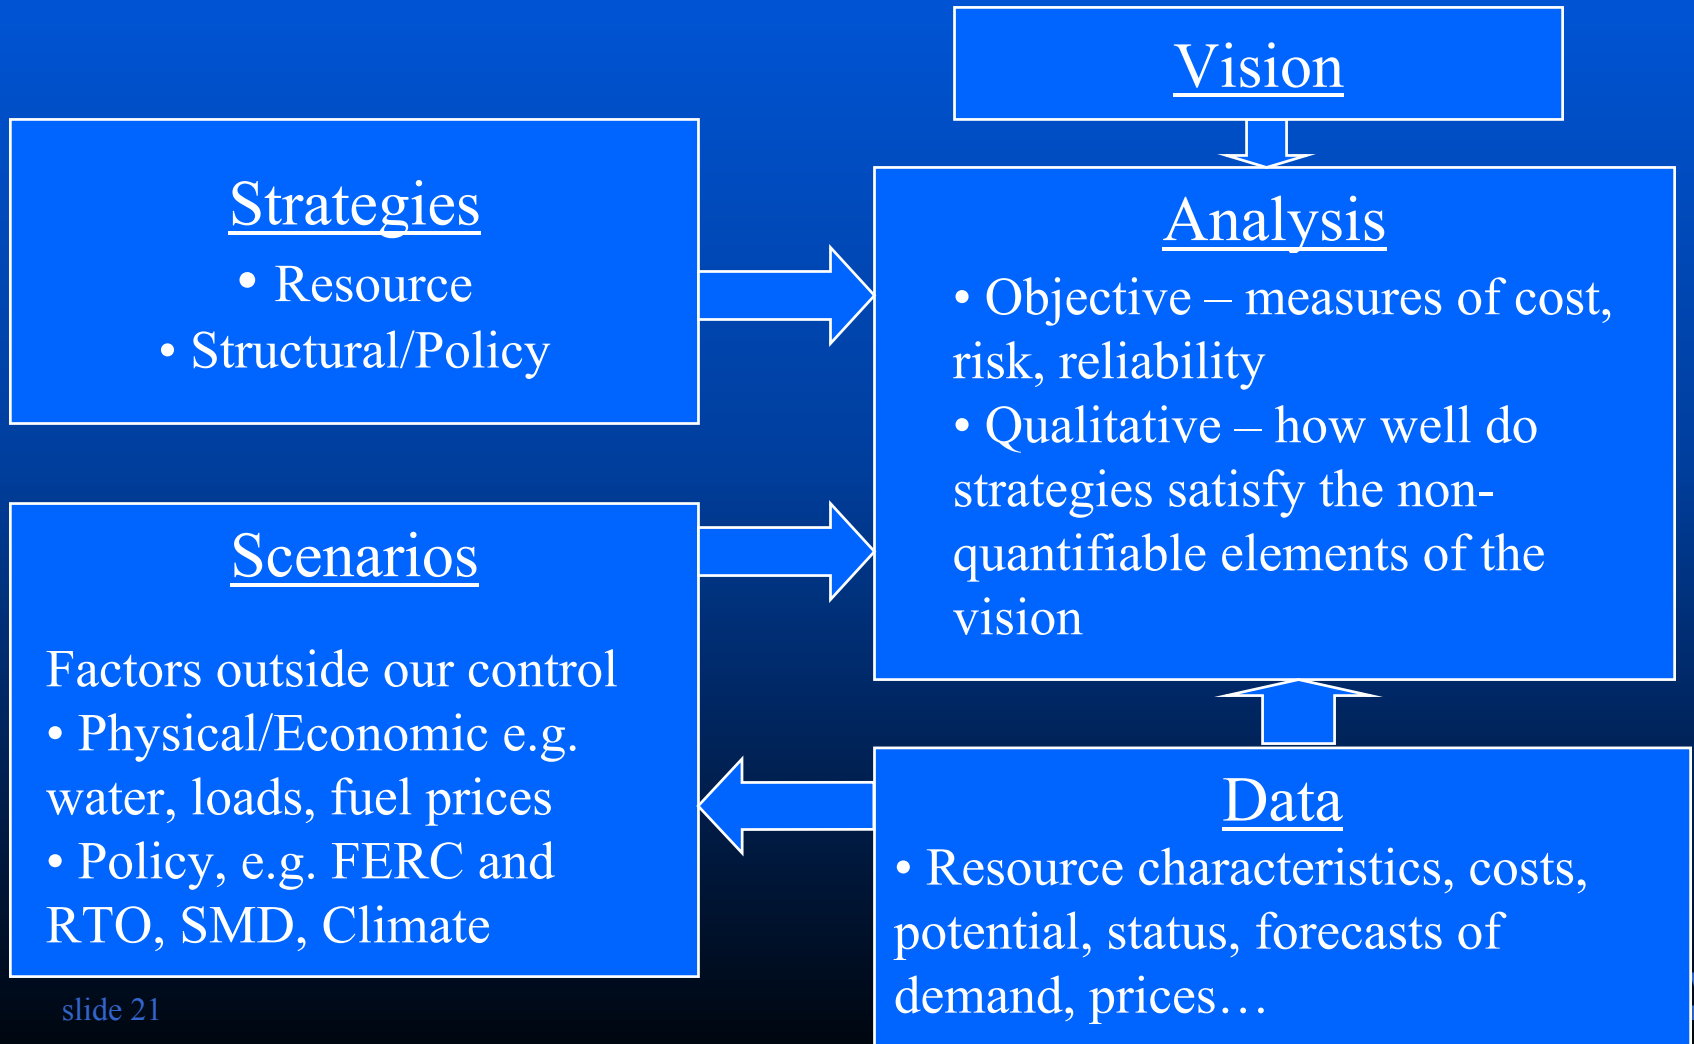 Vision
Strategies
• Resource
• Structural/Policy
Analysis
• Objective – measures of cost,
risk, reliability
• Qualitative – how well do
strategies satisfy the non-
quantifiable elements of the
vision
Scenarios
Factors outside our control
• Physical/Economic e.g.
water, loads, fuel prices
• Policy, e.g. FERC and
RTO, SMD, Climate
Data
• Resource characteristics, costs,
potential, status, forecasts of
demand, prices…
slide 21